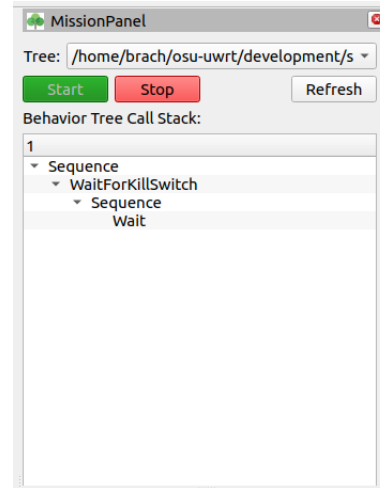 MissionPanel
Tree: /home/brach/osu-uwrt/development/s
Start Stop Refresh
Behavior Tree Call Stack:
1
Sequence
WaitForKillSwitch
Sequence
Wait